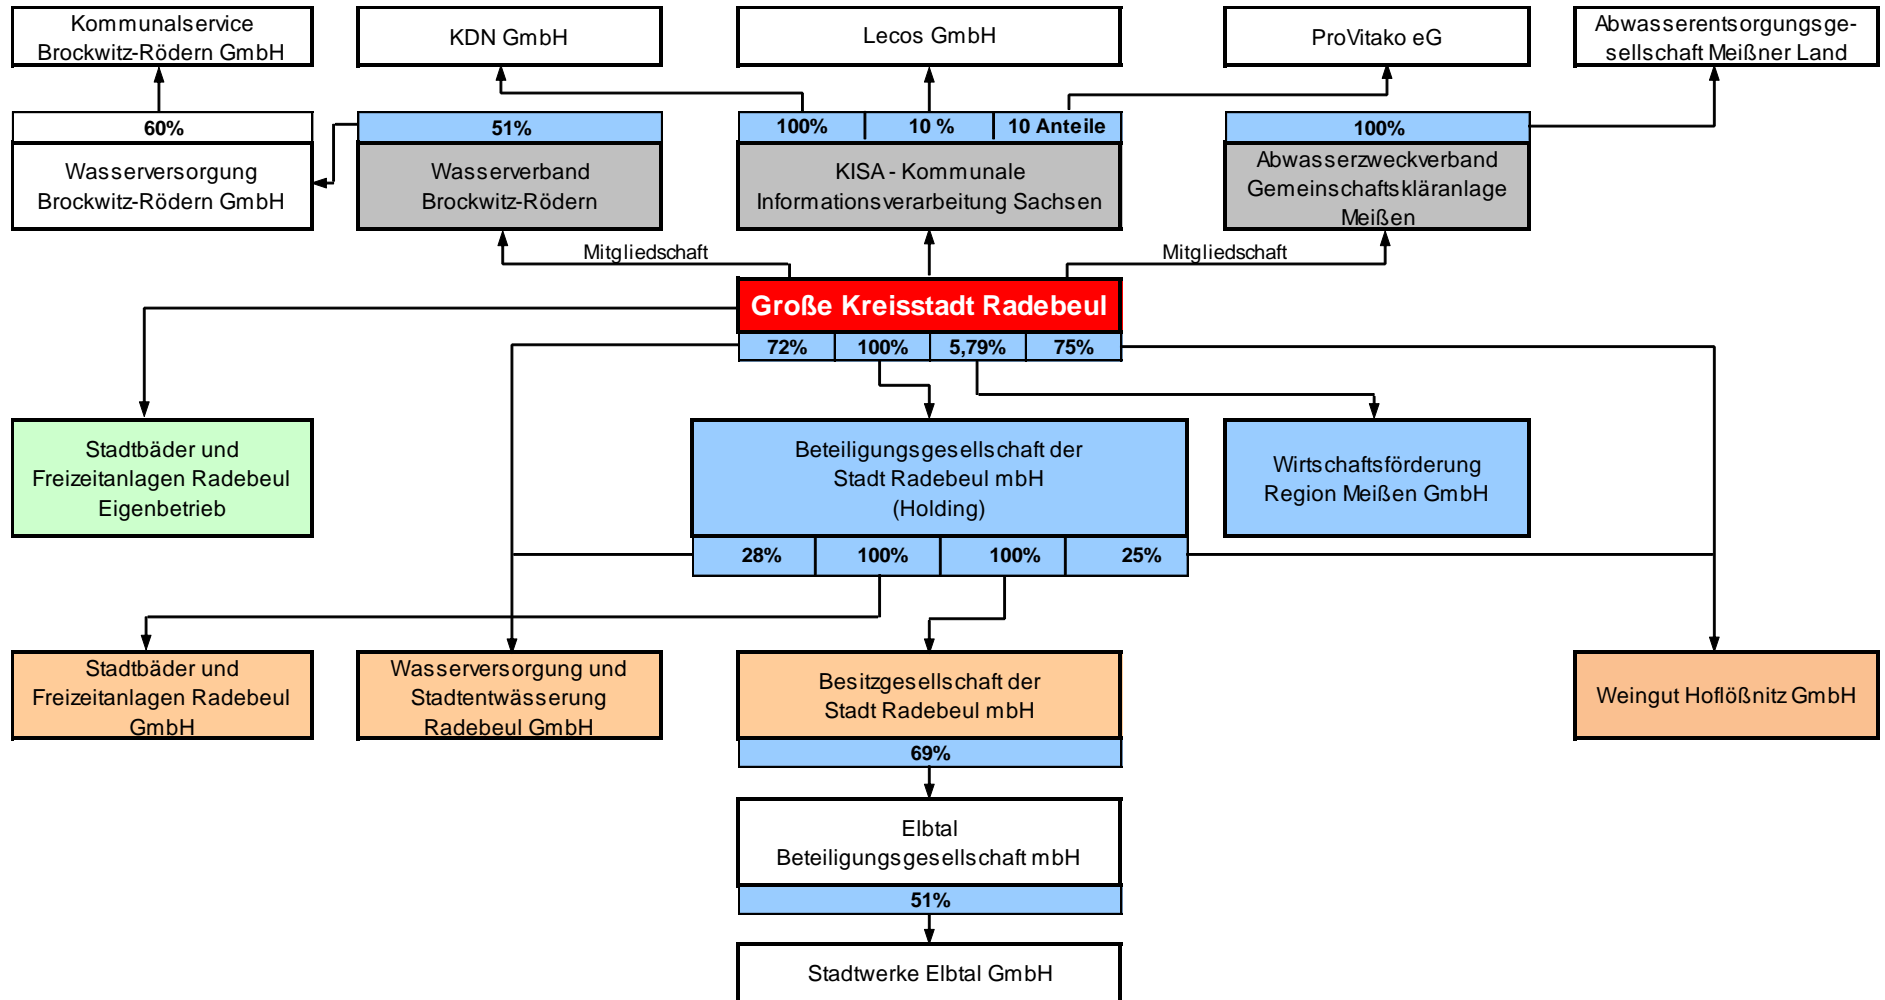 Kommunalservice
Brockwitz-Rödern GmbH
KDN GmbH
Lecos GmbH
ProVitako eG
Abwasserentsorgungsge-
sellschaft Meißner Land
60%
51%
100%
10 %
10 Anteile
100%
Wasserversorgung
Brockwitz-Rödern GmbH
Wasserverband
Brockwitz-Rödern
KISA - Kommunale
Informationsverarbeitung Sachsen
Abwasserzweckverband
Gemeinschaftskläranlage
Meißen
Mitgliedschaft
Mitgliedschaft
Große Kreisstadt Radebeul
72%
100%
5,79%
75%
Stadtbäder und
Freizeitanlagen Radebeul
Eigenbetrieb
Beteiligungsgesellschaft der
Stadt Radebeul mbH
(Holding)
Wirtschaftsförderung
Region Meißen GmbH
28%
100%
100%
25%
Stadtbäder und
Freizeitanlagen Radebeul
GmbH
Wasserversorgung und
Stadtentwässerung
Radebeul GmbH
Besitzgesellschaft der
Stadt Radebeul mbH
Weingut Hoflößnitz GmbH
69%
Elbtal
Beteiligungsgesellschaft mbH
51%
Stadtwerke Elbtal GmbH